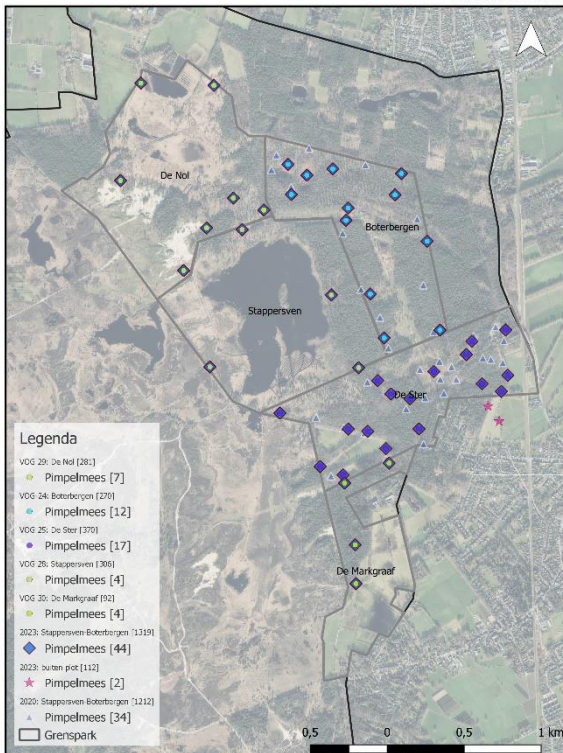 De Nol
Boterbergen
Stappersven
De Ster
De Markgraaf
Legenda
VOG 29: De Nol [281]
Pimpelmees [7]
VOG 24: Boterbergen [270]
Pimpelmees [12]
VOG 25: De Ster [370]
Pimpelmees [17]
VOG 28: Stappersven [306]
Pimpelmees [4]
VOG 30: De Markgraaf [92]
Pimpelmees [4]
2023: Stappersven-Boterbergen [1319]
Pimpelmees [44]
2023: buiten plot [112]
Pimpelmees [2]
2020: Stappersven-Boterbergen [1212]
Pimpelmees [34]
Grenspark
0,5 0 0,5 1 km